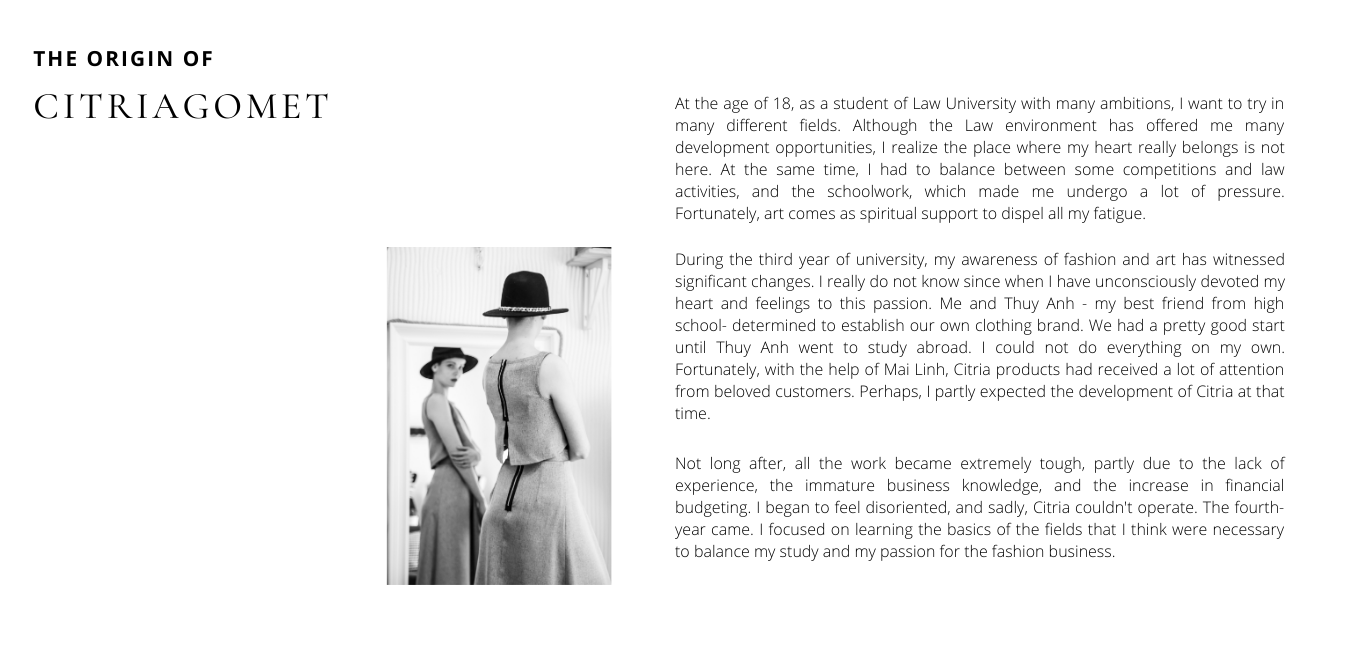 THE ORIGIN OF
CITRIAGOMET
At the age of 18, as a student of Law University with many ambitions, I want to try in
many different fields. Although the Law environment has offered me many
development opportunities, I realize the place where my heart really belongs is not
here. At the same time, I had to balance between some competitions and law
activities, and the schoolwork, which made me undergo a lot of pressure.
Fortunately, art comes as spiritual support to dispel all my fatigue.
During the third year of university, my awareness of fashion and art has witnessed
significant changes. I really do not know since when I have unconsciously devoted my
heart and feelings to this passion. Me and Thuy Anh - my best friend from high
school- determined to establish our own clothing brand. We had a pretty good start
until Thuy Anh went to study abroad. I could not do everything on my own.
Fortunately, with the help of Mai Linh, Citria products had received a lot of attention
from beloved customers. Perhaps, I partly expected the development of Citria at that
time.
Not long after, all the work became extremely tough, partly due to the lack of
experience, the immature business knowledge, and the increase in financial
budgeting. I began to feel disoriented, and sadly, Citria couldn't operate. The fourth-
year came. I focused on learning the basics of the fields that I think were necessary
to balance my study and my passion for the fashion business.